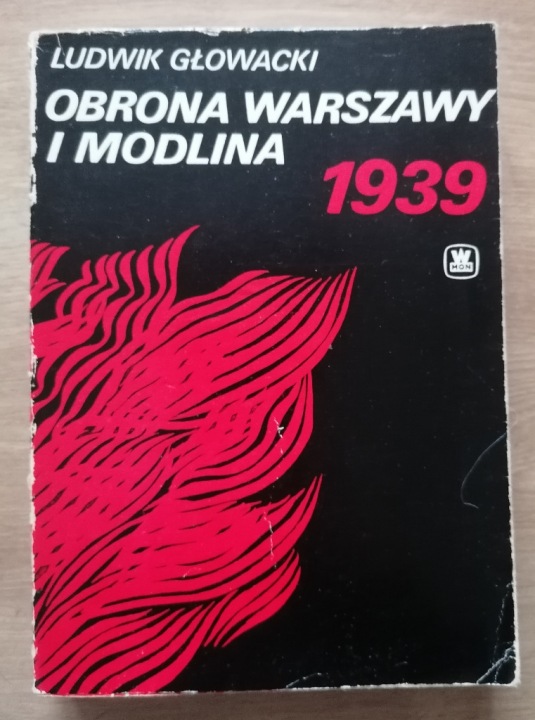 LUDWIK GŁOWACKI
OBRONA WARSZAWY
I MODLINA
1939
W
MON